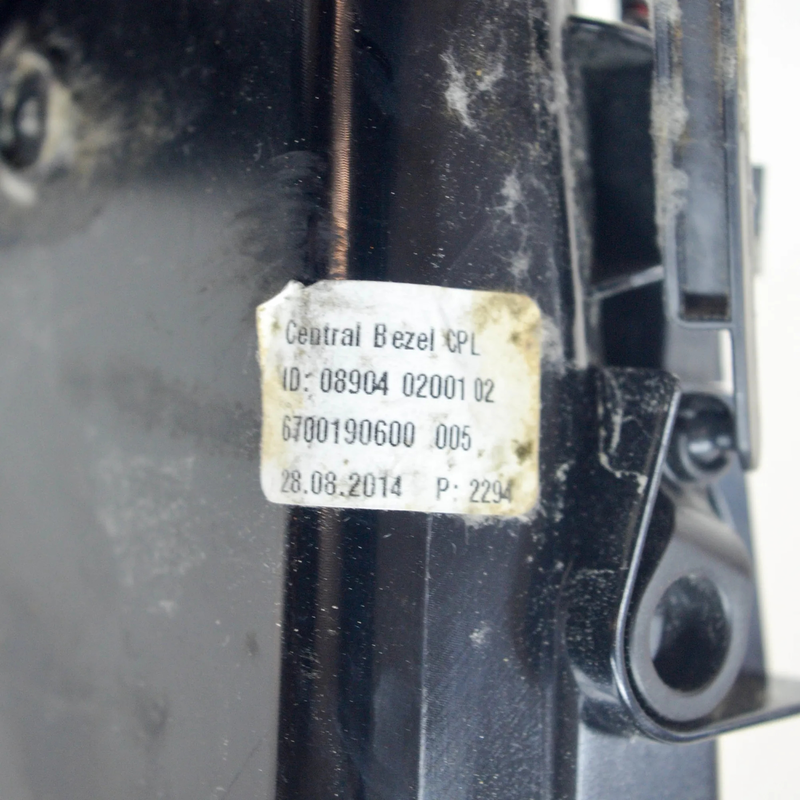 Central Bezel CPL
ID: 08904 02001 02
6700190600 005
28.08.2014 P: 2294